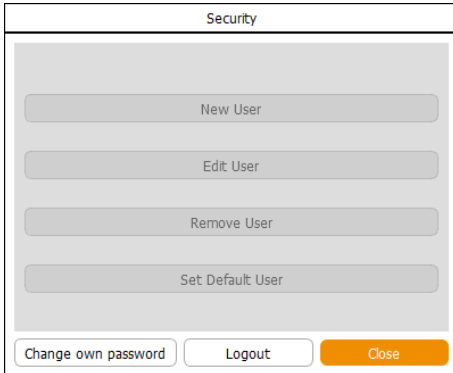 Security
New User
Edit User
Remove User
Set Default User
Change own password Logout Close